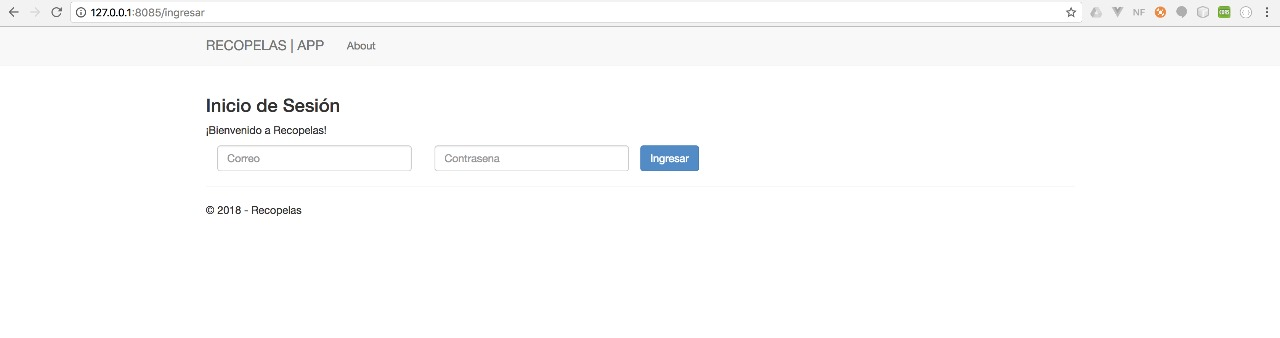 127.0.0.1:8085/ingresar
NF
CORS
RECOPELAS | APP About
Inicio de Sesión
¡Bienvenido a Recopelas!
Correo Contrasena Ingresar
© 2018 - Recopelas